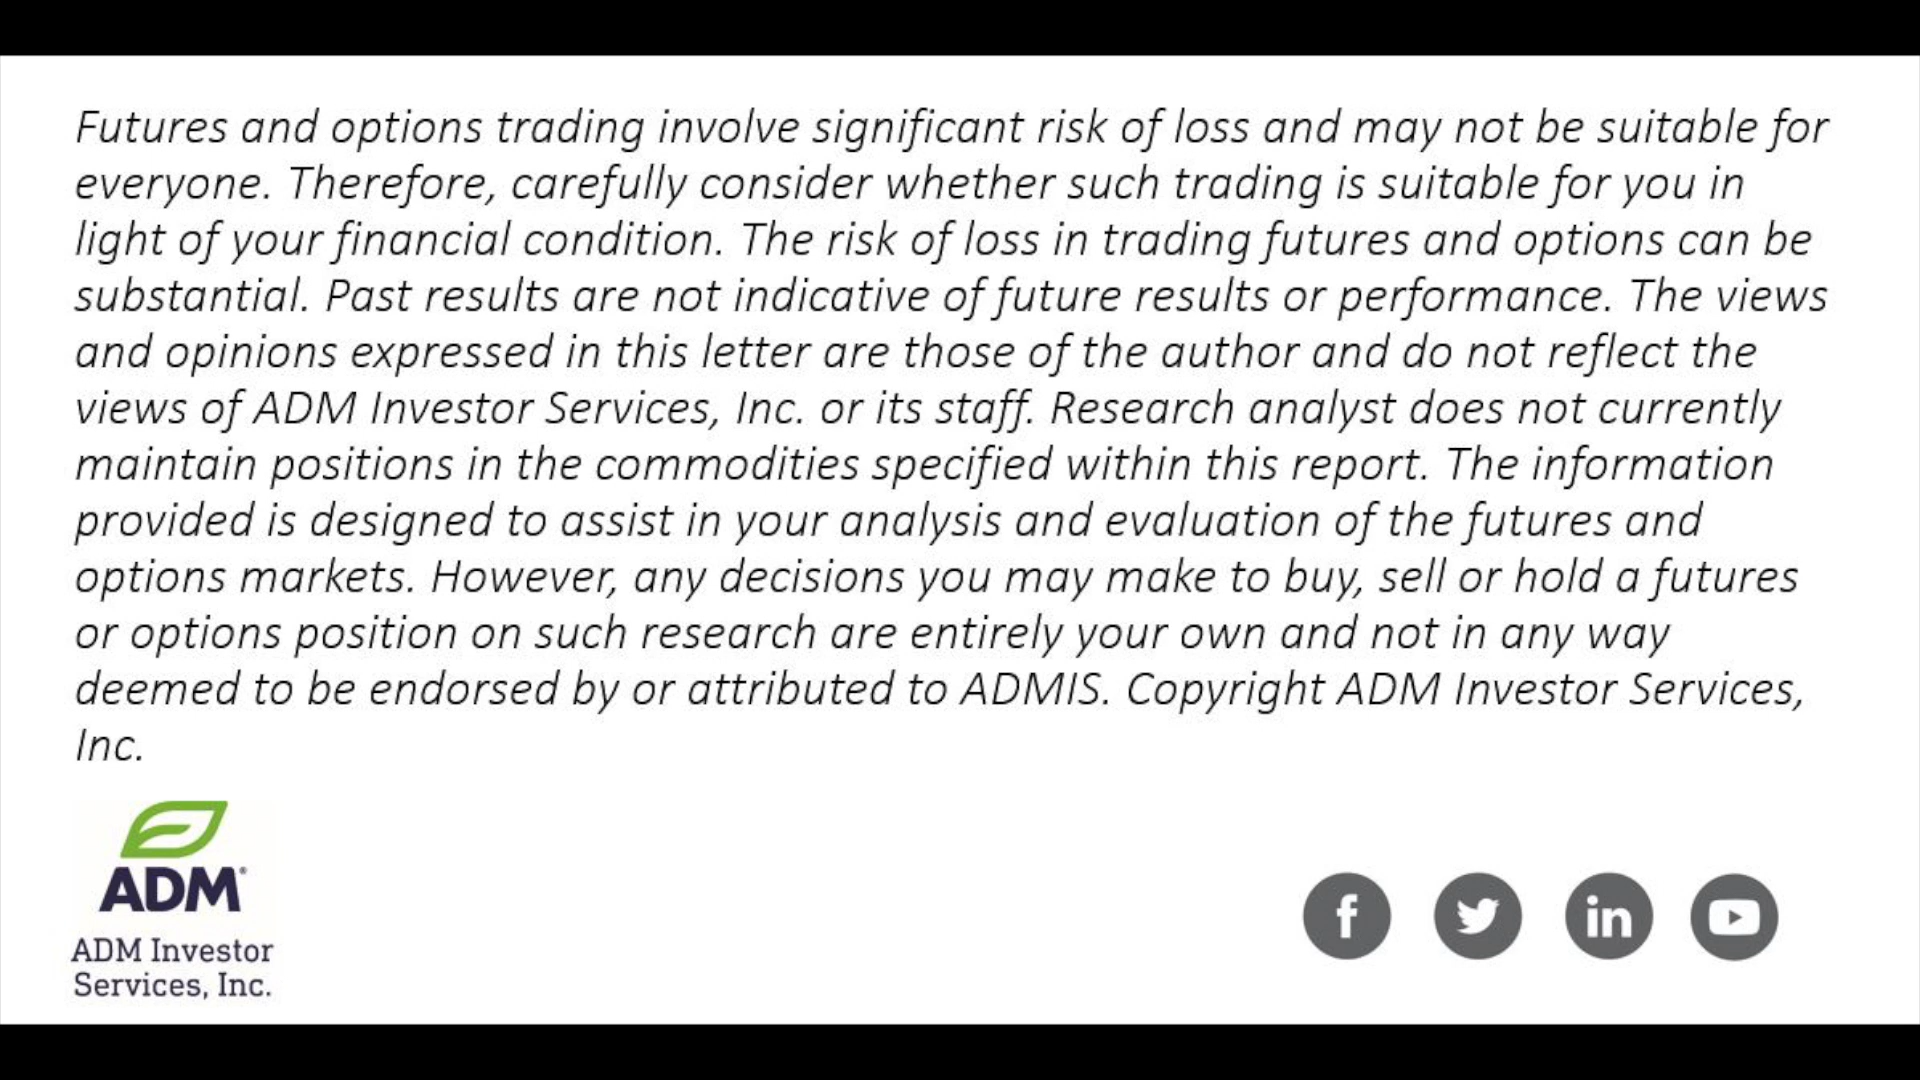 Futures and options trading involve significant risk of loss and may not be suitable for
everyone. Therefore, carefully consider whether such trading is suitable for you in
light of your financial condition. The risk of loss in trading futures and options can be
substantial. Past results are not indicative of future results or performance. The views
and opinions expressed in this letter are those of the author and do not reflect the
views of ADM Investor Services, Inc. or its staff. Research analyst does not currently
maintain positions in the commodities specified within this report. The information
provided is designed to assist in your analysis and evaluation of the futures and
options markets. However, any decisions you may make to buy, sell or hold a futures
or options position on such research are entirely your own and not in any way
deemed to be endorsed by or attributed to ADMIS. Copyright ADM Investor Services,
Inc.
ADM®
ADM Investor
Services, Inc.
f
in